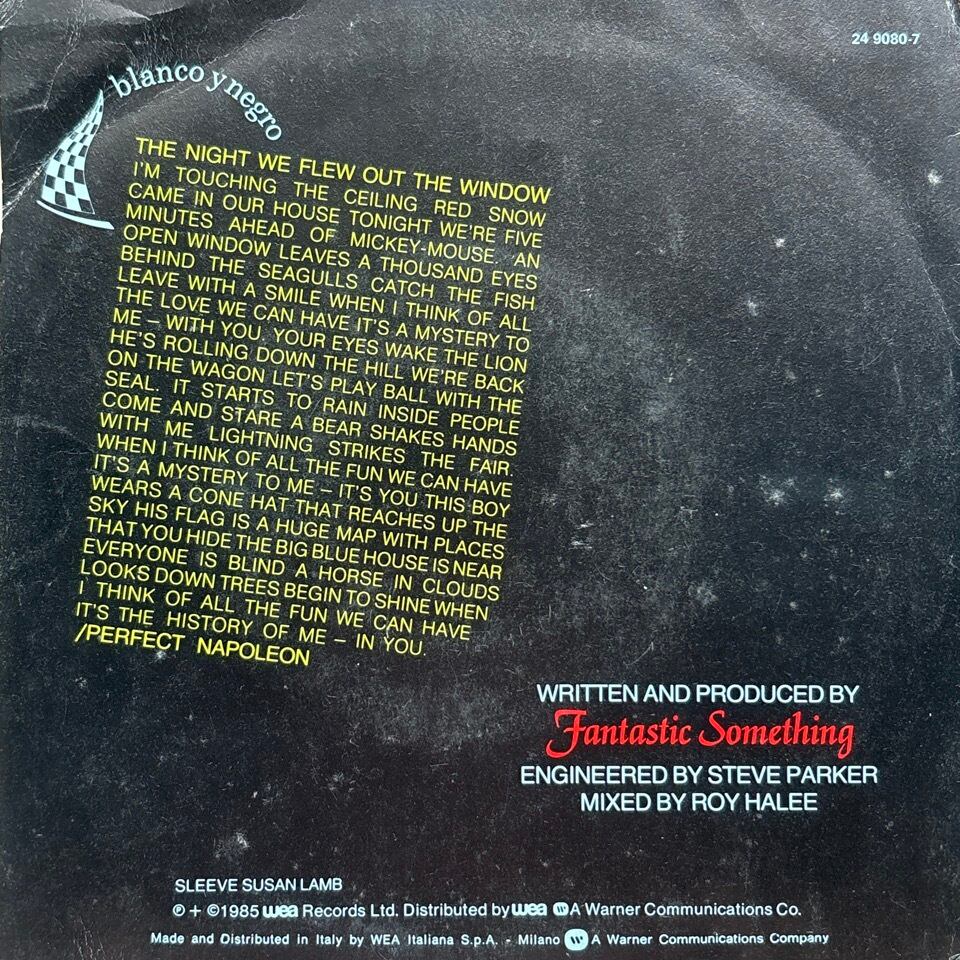 24 9080-7
blanco y negro
THE NIGHT WE FLEW OUT THE WINDOW
I'M TOUCHING THE CEILING RED SNOW
CAME IN OUR HOUSE TONIGHT WE'RE FIVE
MINUTES AHEAD OF MICKEY-MOUSE. AN
OPEN WINDOW LEAVES A THOUSAND EYES
BEHIND THE SEAGULLS CATCH THE FISH
LEAVE WITH A SMILE WHEN I THINK OF ALL
THE LOVE WE CAN HAVE IT'S A MYSTERY TO
ME – WITH YOU. YOUR EYES WAKE THE LION
HE'S ROLLING DOWN THE HILL WE'RE BACK
ON THE WAGON LET'S PLAY BALL WITH THE
SEAL. IT STARTS TO RAIN INSIDE PEOPLE
COME AND STARE A BEAR SHAKES HANDS
WITH ME LIGHTNING STRIKES THE FAIR.
WHEN I THINK OF ALL THE FUN WE CAN HAVE
IT'S A MYSTERY TO ME – IT'S YOU THIS BOY
WEARS A CONE HAT THAT REACHES UP THE
SKY HIS FLAG IS A HUGE MAP WITH PLACES
THAT YOU HIDE THE BIG BLUE HOUSE IS NEAR
EVERYONE IS BLIND A HORSE IN CLOUDS
LOOKS DOWN TREES BEGIN TO SHINE WHEN
I THINK OF ALL THE FUN WE CAN HAVE
IT'S THE HISTORY OF ME – IN YOU.
/PERFECT NAPOLEON
WRITTEN AND PRODUCED BY
Fantastic Something
ENGINEERED BY STEVE PARKER
MIXED BY ROY HALEE
SLEEVE SUSAN LAMB
℗ + ©1985 wea Records Ltd. Distributed by wea A Warner Communications Co.
Made and Distributed in Italy by WEA Italiana S.p.A. - Milano A Warner Communications Company